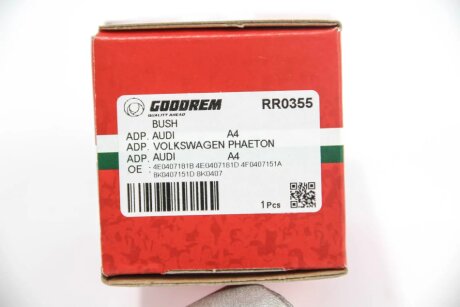 GOODREM
QUALITY AHEAD
RR0355
BUSH
ADP. AUDI A4
ADP. VOLKSWAGEN PHAETON
ADP. AUDI A4
OE : 4E0407181B 4E0407181D 4F0407151A
8K0407151D 8K0407
1 Pcs